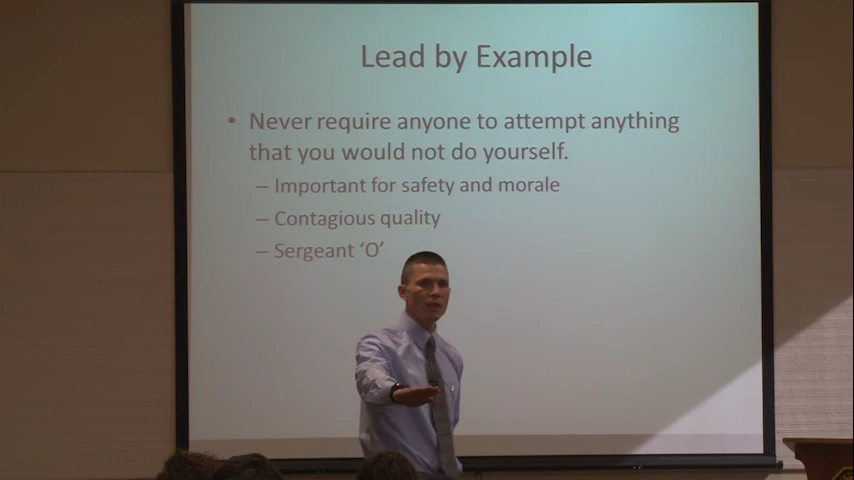 Lead by Example
• Never require anyone to attempt anything
that you would not do yourself.
– Important for safety and morale
– Contagious quality
– Sergeant ‘O’